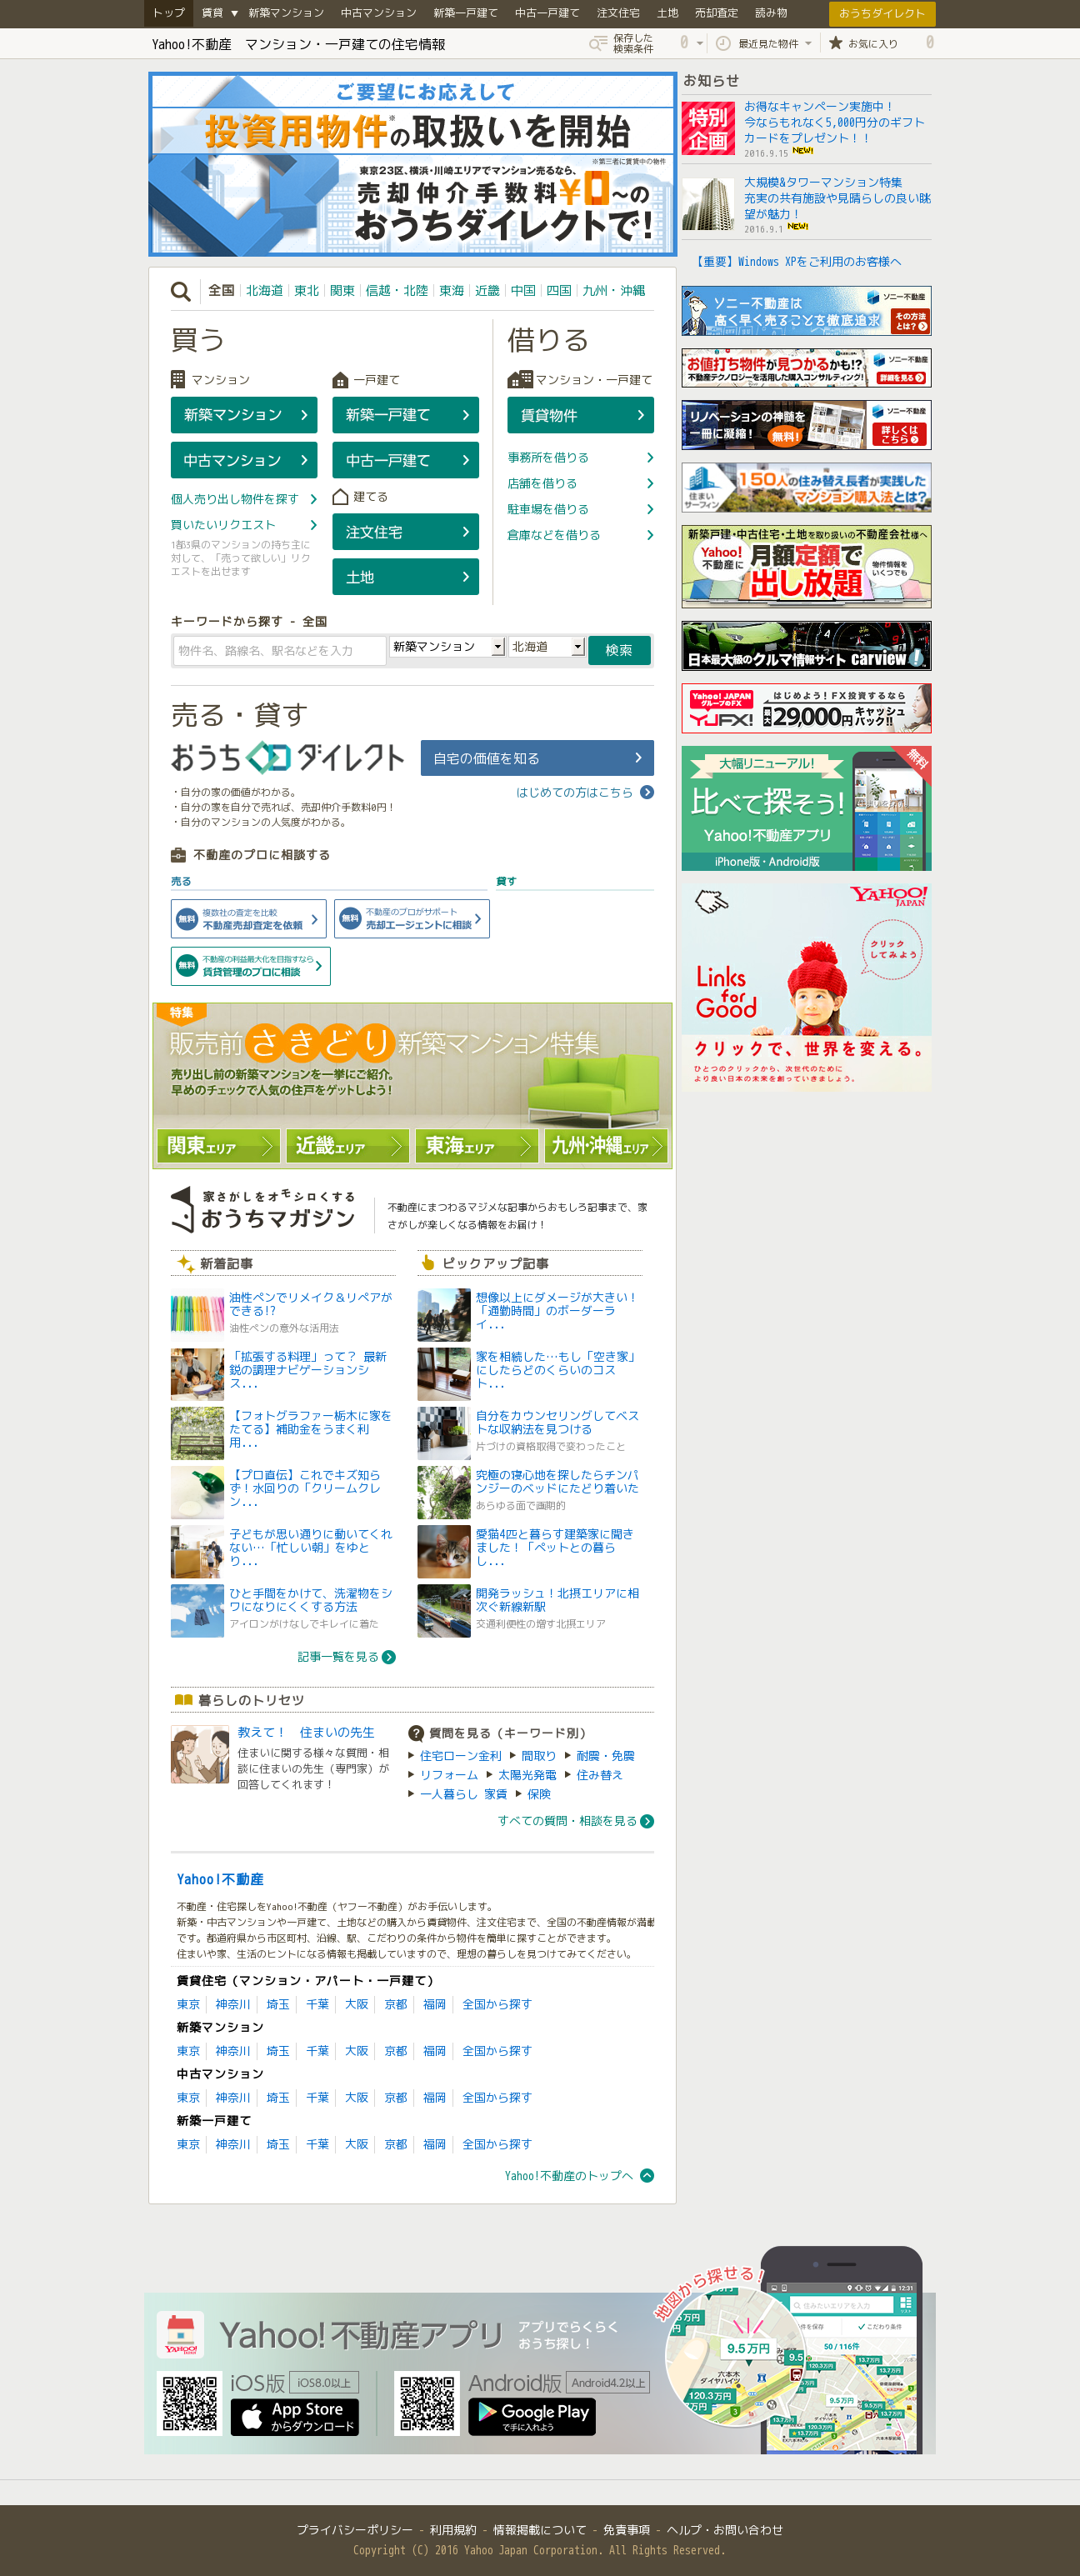 トップ 賃貸 ▼ 新築マンション 中古マンション 新築一戸建て 中古一戸建て 注文住宅 土地 売却査定 読み物 おうちダイレクト
Yahoo!不動産 マンション・一戸建ての住宅情報
保存した検索条件 0 最近見た物件 お気に入り 0
ご要望にお応えして
投資用物件※の取扱いを開始
※第三者に賃貸中の物件
東京23区、横浜・川崎エリアでマンション売るなら、
売却仲介手数料¥0~の
おうちダイレクトで!
お知らせ
特別企画
お得なキャンペーン実施中!
今ならもれなく5,000円分のギフト
カードをプレゼント!!
2016.9.15 NEW!
大規模&タワーマンション特集
充実の共有施設や見晴らしの良い眺
望が魅力!
2016.9.1 NEW!
【重要】Windows XPをご利用のお客様へ
全国 北海道 東北 関東 信越・北陸 東海 近畿 中国 四国 九州・沖縄
買う
マンション
新築マンション
中古マンション
個人売り出し物件を探す
買いたいリクエスト
1都3県のマンションの持ち主に
対して、「売って欲しい」リク
エストを出せます
一戸建て
新築一戸建て
中古一戸建て
建てる
注文住宅
土地
借りる
マンション・一戸建て
賃貸物件
事務所を借りる
店舗を借りる
駐車場を借りる
倉庫などを借りる
キーワードから探す - 全国
物件名、路線名、駅名などを入力 新築マンション 北海道 検索
売る・貸す
おうちダイレクト
自宅の価値を知る
はじめての方はこちら
・自分の家の価値がわかる。
・自分の家を自分で売れば、売却仲介手数料0円!
・自分のマンションの人気度がわかる。
不動産のプロに相談する
売る
貸す
無料 複数社の査定を比較
不動産売却査定を依頼
無料 不動産のプロがサポート
売却エージェントに相談
無料 不動産の利益最大化を目指すなら
賃貸管理のプロに相談
ソニー不動産は
高く早く売ることを徹底追求
ソニー不動産
その方法とは?
お値打ち物件が見つかるかも!?
不動産テクノロジーを活用した購入コンサルティング!
ソニー不動産
詳細を見る
リノベーションの神髄を
一冊に凝縮!
無料!
ソニー不動産
詳しくはこちら
住まいサーフィン
150人の住み替え長者が実践した
マンション購入法とは?
新築戸建・中古住宅・土地を取り扱いの不動産会社様へ
Yahoo!不動産に
月額定額で
出し放題
物件情報をいくつでも
日本最大級のクルマ情報サイト carview!
Yahoo! JAPANグループのFX
YJFX!
はじめよう!FX投資するなら
最大29,000円キャッシュバック!!
無料
大幅リニューアル!
比べて探そう!
Yahoo!不動産アプリ
iPhone版・Android版
YAHOO! JAPAN
クリックしてみよう
Links for Good
クリックで、世界を変える。
ひとつのクリックから、次世代のために
より良い日本の未来を創っていきましょう。
特集
販売前さきどり新築マンション特集
売り出し前の新築マンションを一挙にご紹介。
早めのチェックで人気の住戸をゲットしよう!
関東エリア 近畿エリア 東海エリア 九州・沖縄エリア
家さがしをオモシロくする
おうちマガジン
不動産にまつわるマジメな記事からおもしろ記事まで、家
さがしが楽しくなる情報をお届け!
新着記事
油性ペンでリメイク&リペアが
できる!?
油性ペンの意外な活用法
「拡張する料理」って? 最新
鋭の調理ナビゲーションシ
ス...
【フォトグラファー栃木に家を
たてる】補助金をうまく利
用...
【プロ直伝】これでキズ知ら
ず!水回りの「クリームクレ
ン...
子どもが思い通りに動いてくれ
ない…「忙しい朝」をゆと
り...
ひと手間をかけて、洗濯物をシ
ワになりにくくする方法
アイロンがけなしでキレイに着た
記事一覧を見る
ピックアップ記事
想像以上にダメージが大きい!
「通勤時間」のボーダーラ
イ...
家を相続した…もし「空き家」
にしたらどのくらいのコス
ト...
自分をカウンセリングしてベス
トな収納法を見つける
片づけの資格取得で変わったこと
究極の寝心地を探したらチンパ
ンジーのベッドにたどり着いた
あらゆる面で画期的
愛猫4匹と暮らす建築家に聞き
ました!「ペットとの暮ら
し...
開発ラッシュ!北摂エリアに相
次ぐ新線新駅
交通利便性の増す北摂エリア
暮らしのトリセツ
教えて! 住まいの先生
住まいに関する様々な質問・相
談に住まいの先生(専門家)が
回答してくれます!
質問を見る(キーワード別)
住宅ローン金利 間取り 耐震・免震
リフォーム 太陽光発電 住み替え
一人暮らし 家賃 保険
すべての質問・相談を見る
Yahoo!不動産
不動産・住宅探しをYahoo!不動産(ヤフー不動産)がお手伝いします。
新築・中古マンションや一戸建て、土地などの購入から賃貸物件、注文住宅まで、全国の不動産情報が満載
です。都道府県から市区町村、沿線、駅、こだわりの条件から物件を簡単に探すことができます。
住まいや家、生活のヒントになる情報も掲載していますので、理想の暮らしを見つけてみてください。
賃貸住宅(マンション・アパート・一戸建て)
東京 神奈川 埼玉 千葉 大阪 京都 福岡 全国から探す
新築マンション
東京 神奈川 埼玉 千葉 大阪 京都 福岡 全国から探す
中古マンション
東京 神奈川 埼玉 千葉 大阪 京都 福岡 全国から探す
新築一戸建て
東京 神奈川 埼玉 千葉 大阪 京都 福岡 全国から探す
Yahoo!不動産のトップへ
Yahoo!不動産アプリ
アプリでらくらく
おうち探し!
iOS版 iOS8.0以上
App Store
からダウンロード
Android版 Android4.2以上
Google Play
で手に入れよう
地図から探せる!
12:31
住みたいエリアを入力
こだわり条件
50 / 116件
9.5万円
六本木
ダイヤハイツ
120.3万円
プライバシーポリシー - 利用規約 - 情報掲載について - 免責事項 - ヘルプ・お問い合わせ
Copyright (C) 2016 Yahoo Japan Corporation. All Rights Reserved.